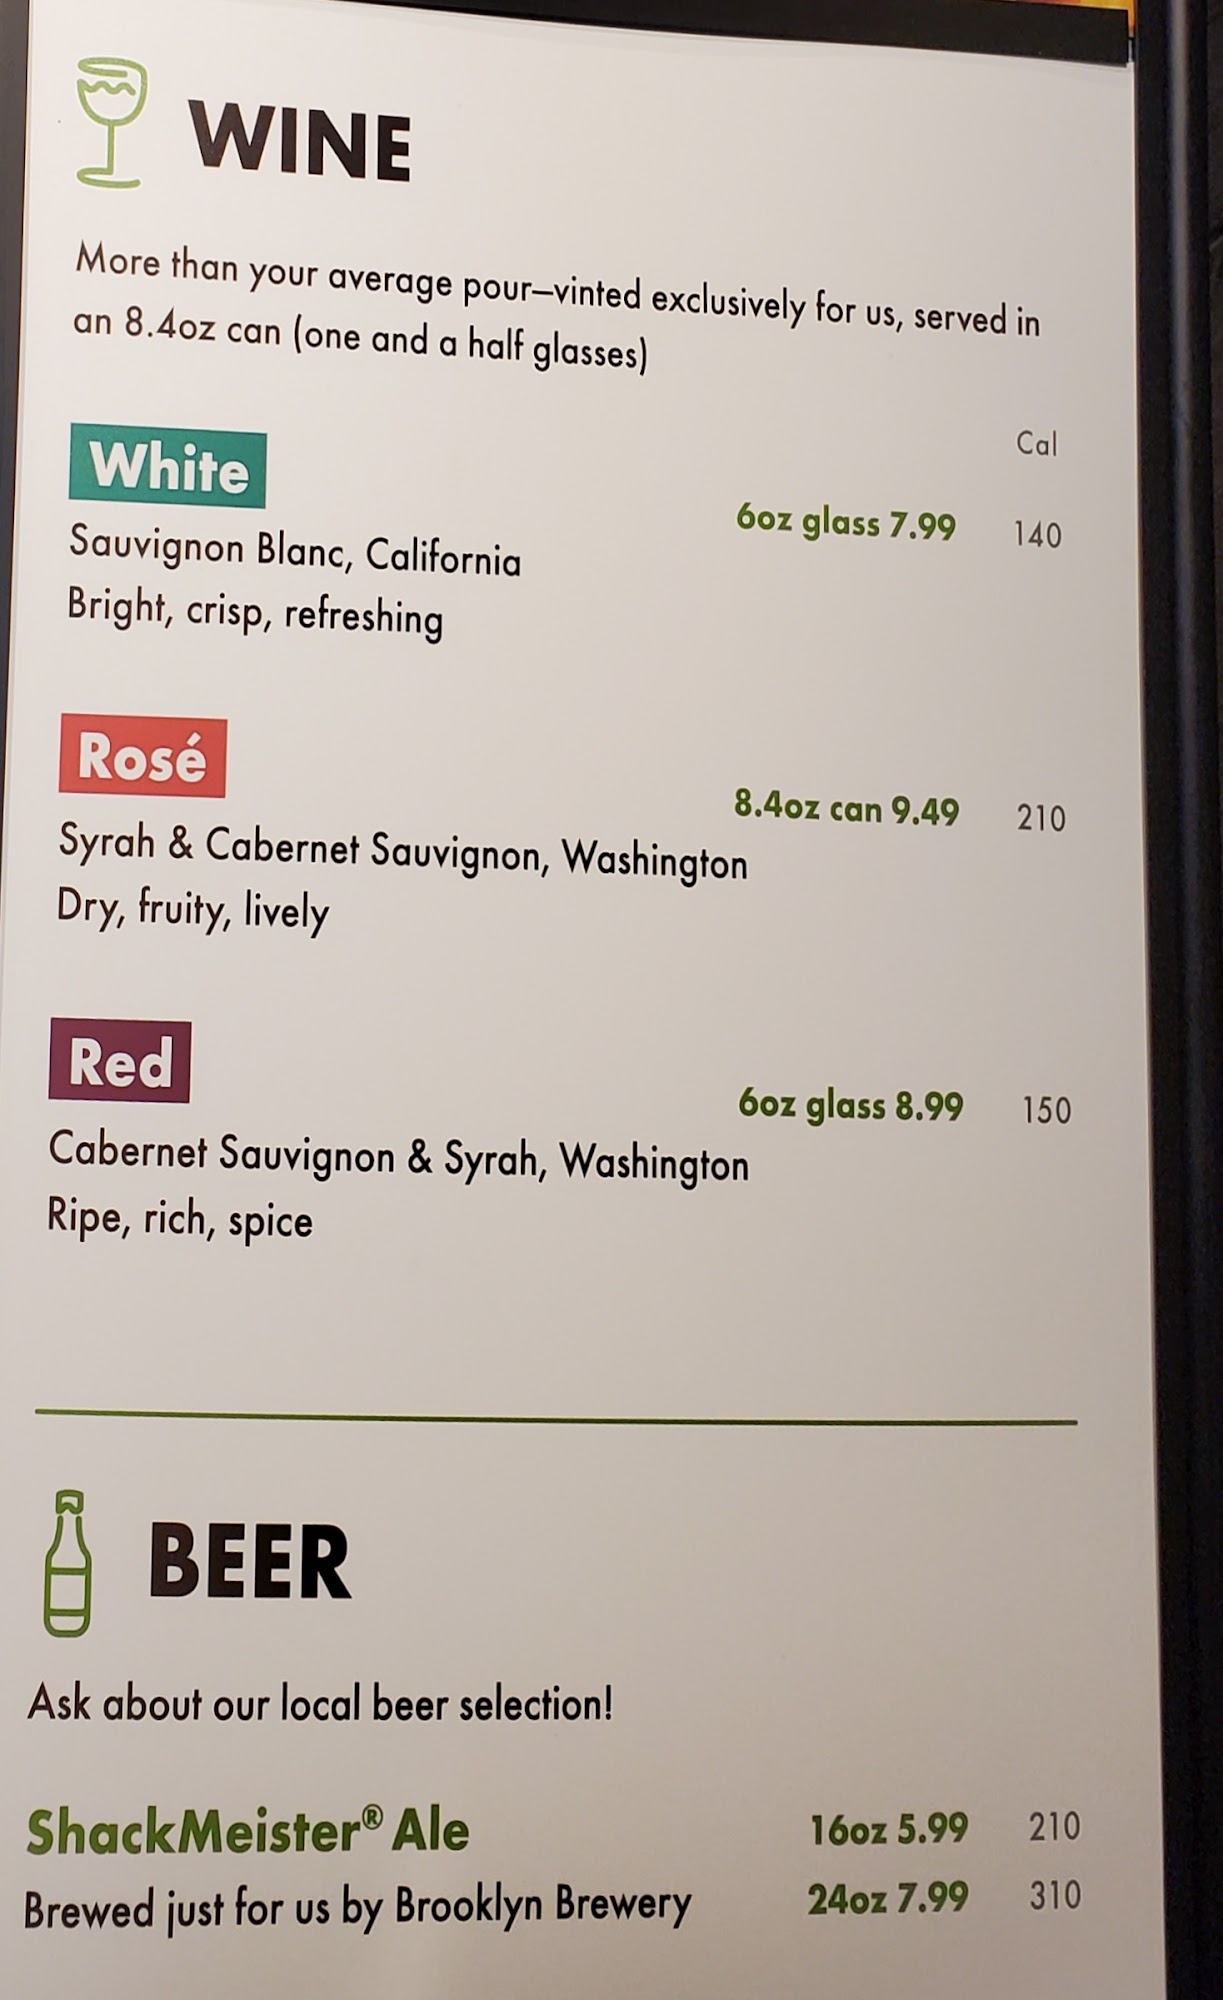 WINE
More than your average pour–vinted exclusively for us, served in
an 8.4oz can (one and a half glasses)
Cal
White
6oz glass 7.99 140
Sauvignon Blanc, California
Bright, crisp, refreshing
Rosé
8.4oz can 9.49 210
Syrah & Cabernet Sauvignon, Washington
Dry, fruity, lively
Red
6oz glass 8.99 150
Cabernet Sauvignon & Syrah, Washington
Ripe, rich, spice
BEER
Ask about our local beer selection!
ShackMeister® Ale 16oz 5.99 210
Brewed just for us by Brooklyn Brewery 24oz 7.99 310